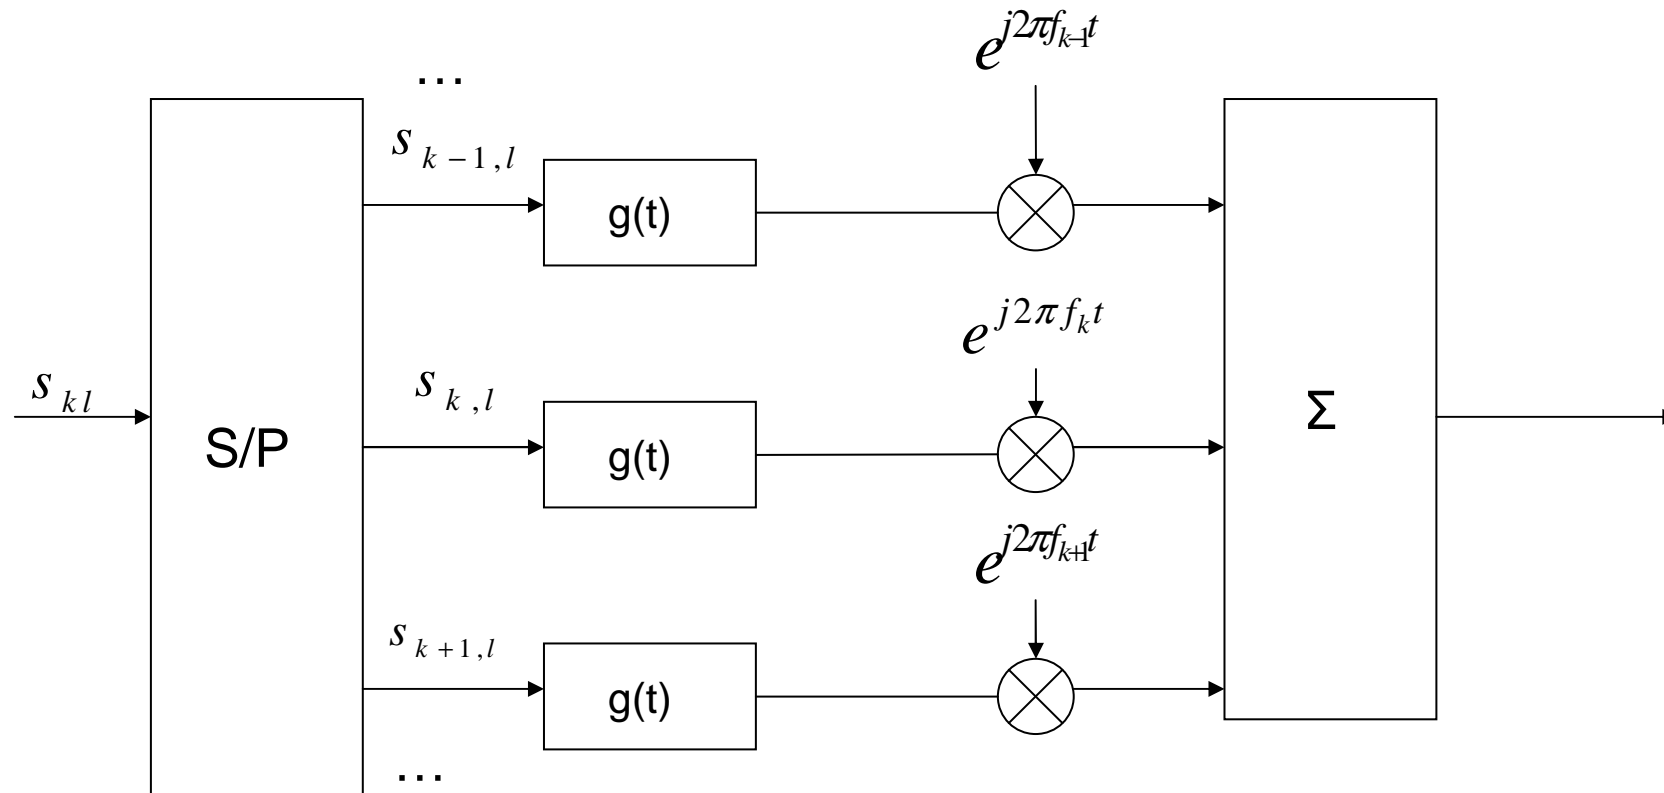 e^{j2πf_{k-1}t}
…
s_{k-1,l}
g(t)
e^{j2πf_k t}
s_{kl}
s_{k,l}
S/P
g(t)
Σ
e^{j2πf_{k+1}t}
s_{k+1,l}
g(t)
…